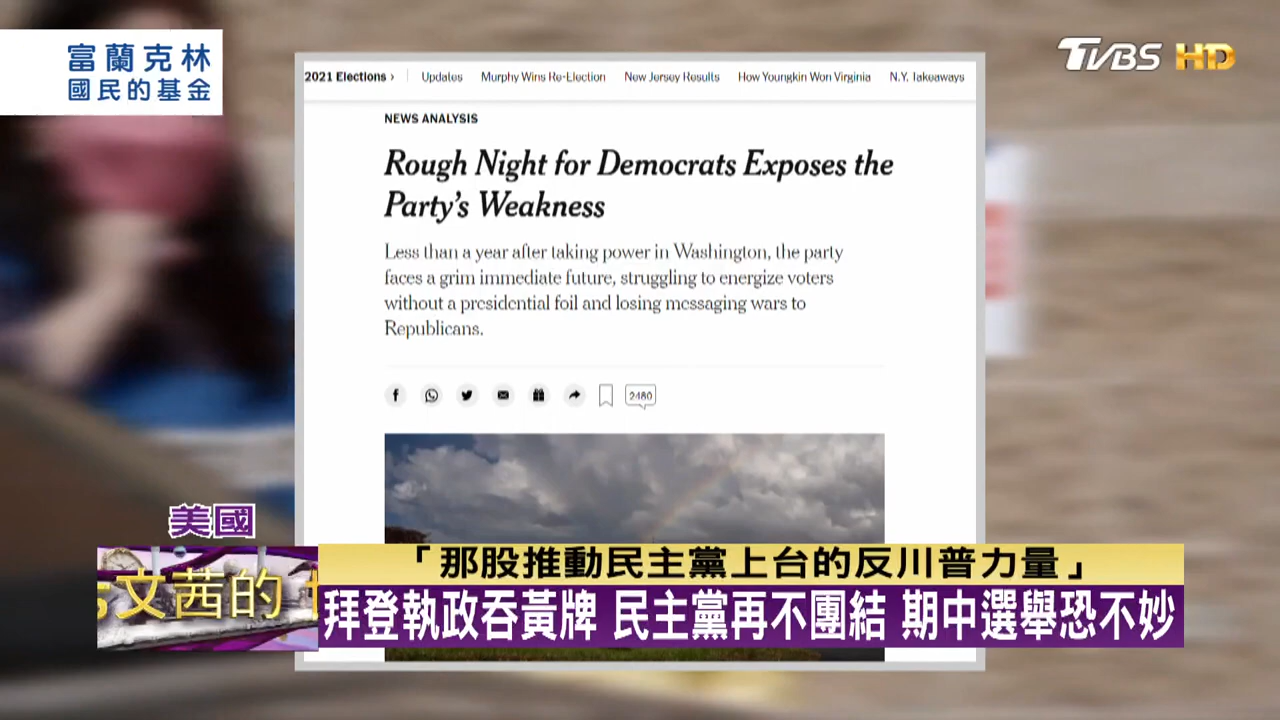 富蘭克林
國民的基金
TVBS HD
2021 Elections › Updates Murphy Wins Re-Election New Jersey Results How Youngkin Won Virginia N.Y. Takeaways
NEWS ANALYSIS
Rough Night for Democrats Exposes the
Party’s Weakness
Less than a year after taking power in Washington, the party
faces a grim immediate future, struggling to energize voters
without a presidential foil and losing messaging wars to
Republicans.
2480
美國
「那股推動民主黨上台的反川普力量」
文茜的
拜登執政吞黃牌 民主黨再不團結 期中選舉恐不妙